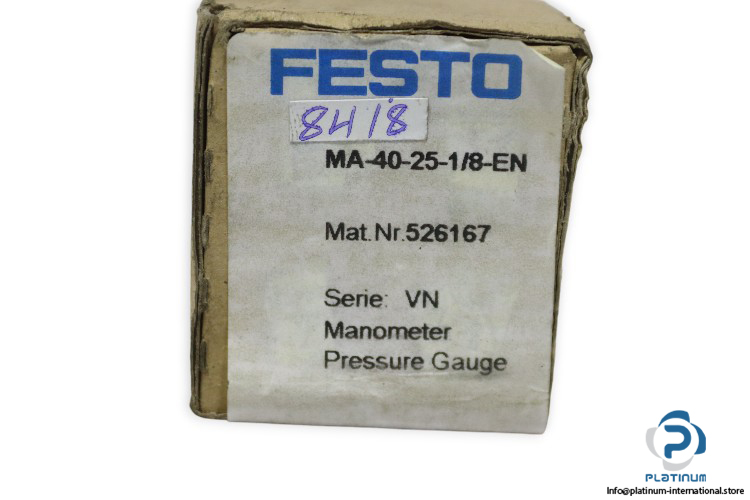 FESTO
8418
MA-40-25-1/8-EN
Mat.Nr.526167
Serie: VN
Manometer
Pressure Gauge
PLATINUM
Info@platinum-international.store